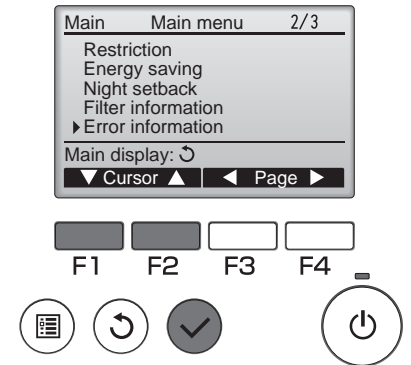 Main Main menu 2/3
Restriction
Energy saving
Night setback
Filter information
Error information
Main display:
Cursor Page
F1 F2 F3 F4